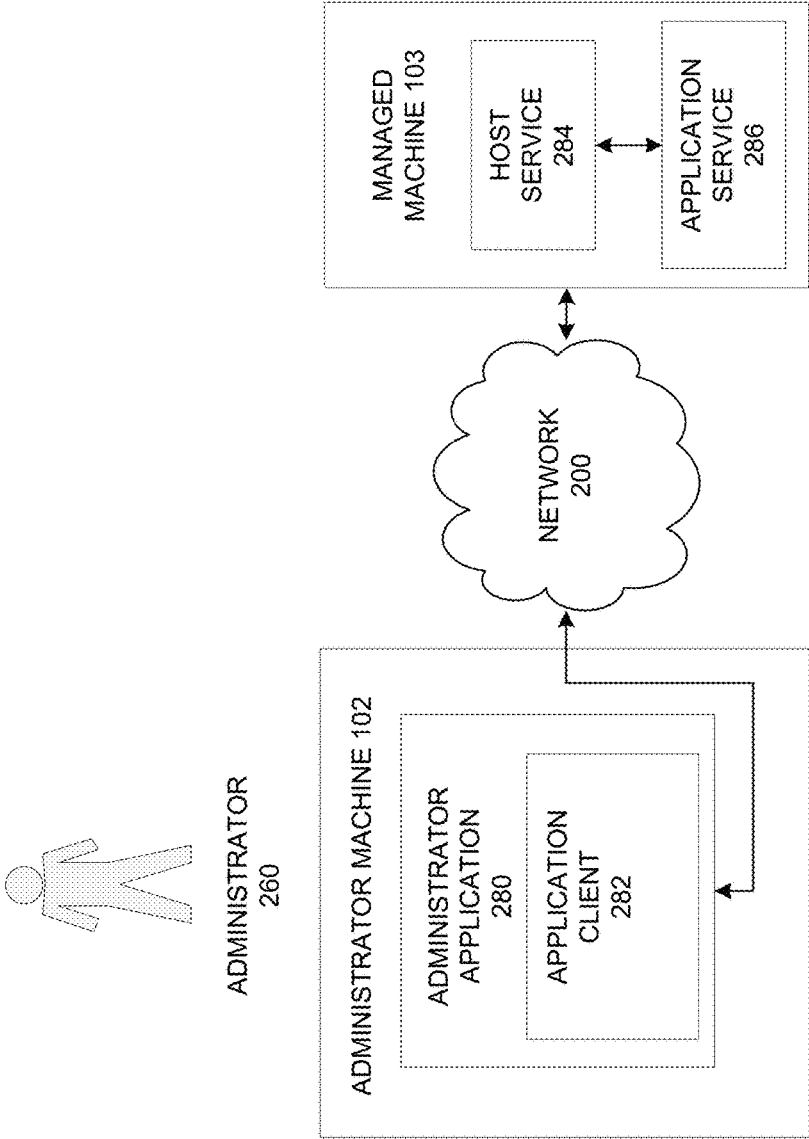 ADMINISTRATOR
260
ADMINISTRATOR MACHINE 102
ADMINISTRATOR
APPLICATION
280
APPLICATION
CLIENT
282
NETWORK
200
MANAGED
MACHINE 103
HOST
SERVICE
284
APPLICATION
SERVICE
286